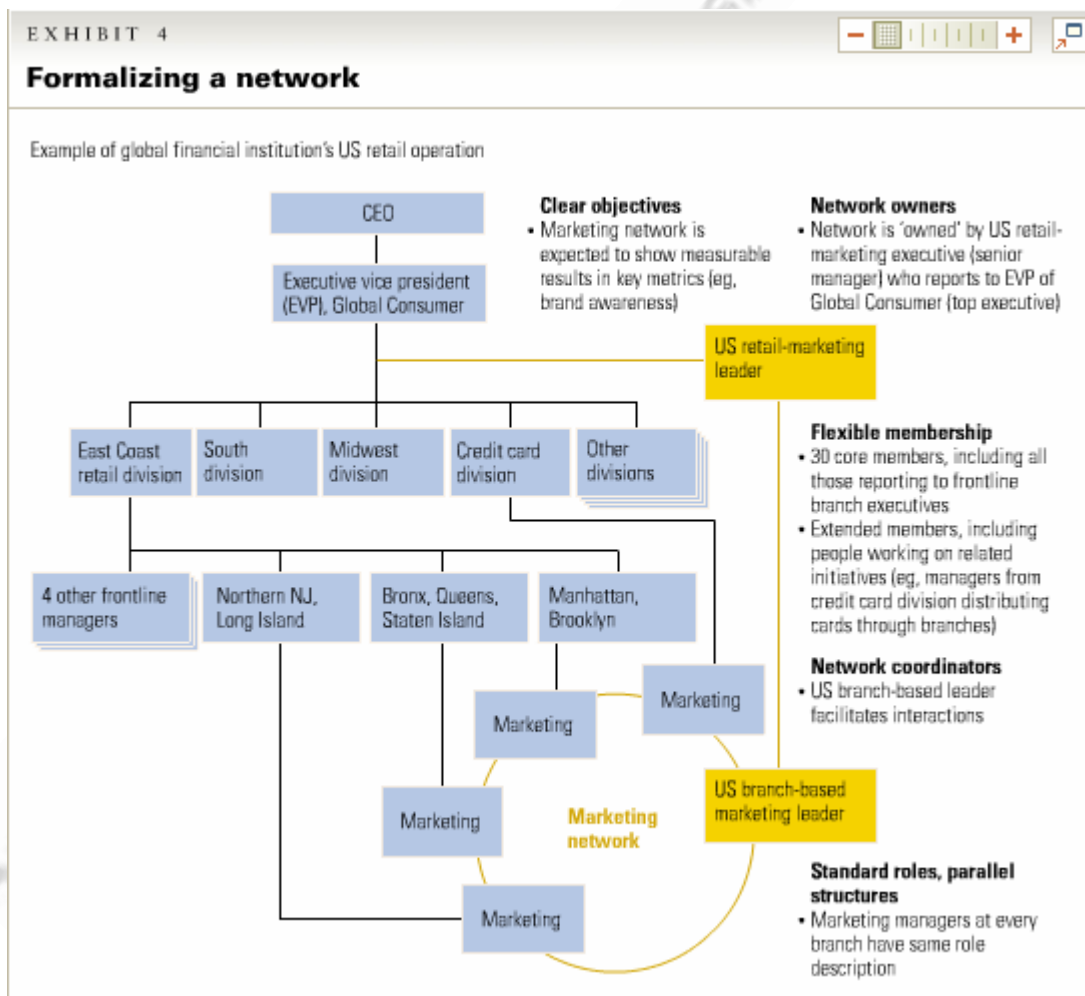 EXHIBIT 4
Formalizing a network
Example of global financial institution's US retail operation
CEO
Executive vice president
(EVP), Global Consumer
Clear objectives
• Marketing network is
expected to show measurable
results in key metrics (eg,
brand awareness)
Network owners
• Network is 'owned' by US retail-
marketing executive (senior
manager) who reports to EVP of
Global Consumer (top executive)
US retail-marketing
leader
East Coast
retail division
South
division
Midwest
division
Credit card
division
Other
divisions
Flexible membership
• 30 core members, including all
those reporting to frontline
branch executives
• Extended members, including
people working on related
initiatives (eg, managers from
credit card division distributing
cards through branches)
4 other frontline
managers
Northern NJ,
Long Island
Bronx, Queens,
Staten Island
Manhattan,
Brooklyn
Network coordinators
• US branch-based leader
facilitates interactions
Marketing
Marketing
Marketing
Marketing
Marketing
network
US branch-based
marketing leader
Standard roles, parallel
structures
• Marketing managers at every
branch have same role
description